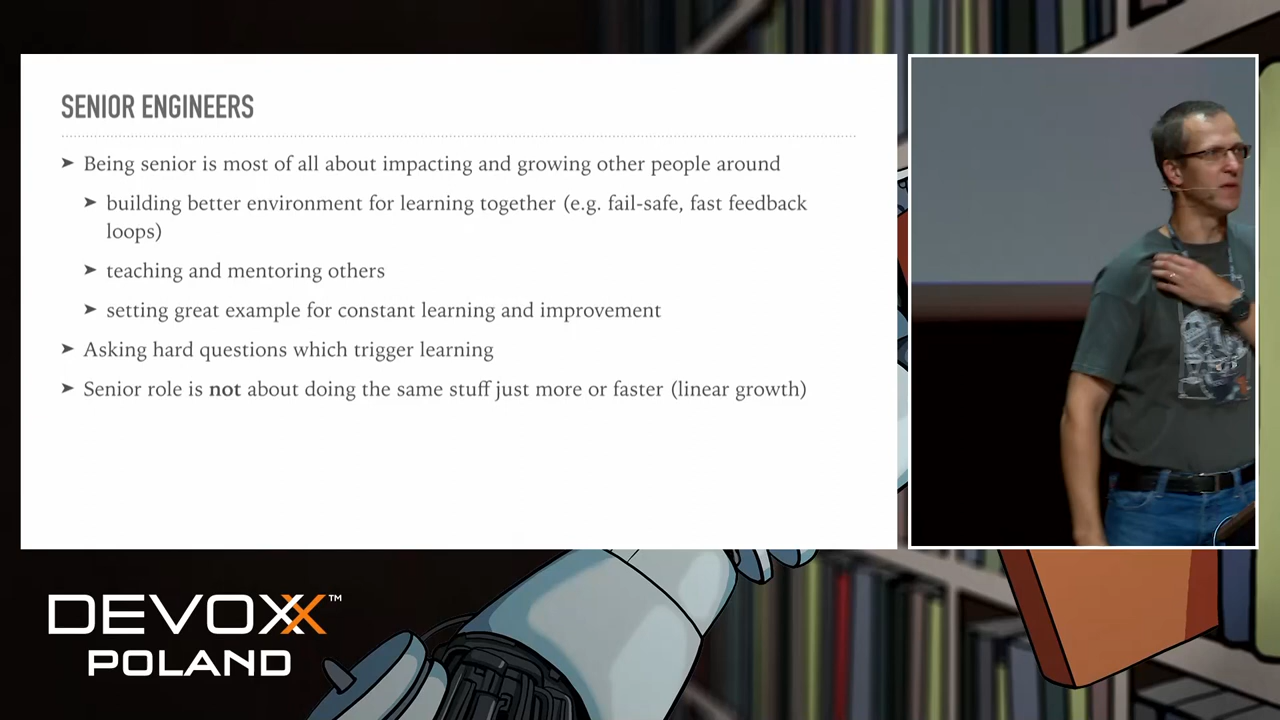 SENIOR ENGINEERS
➤ Being senior is most of all about impacting and growing other people around
➤ building better environment for learning together (e.g. fail-safe, fast feedback
loops)
➤ teaching and mentoring others
➤ setting great example for constant learning and improvement
➤ Asking hard questions which trigger learning
➤ Senior role is not about doing the same stuff just more or faster (linear growth)
DEVOXX™
POLAND